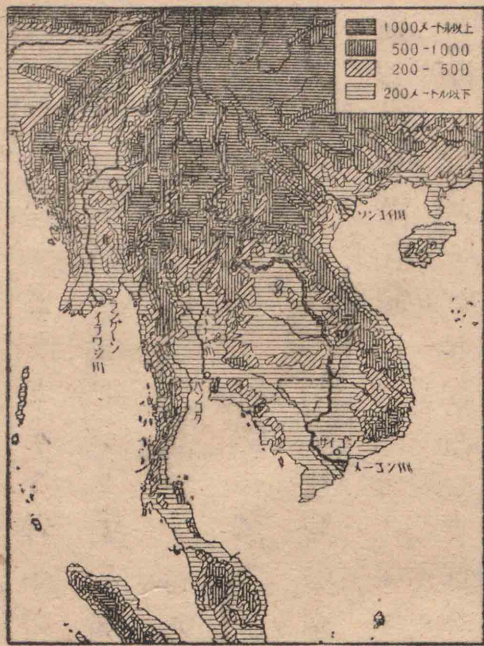 1000メートル以上
500-1000
200-500
200メートル以下
ソンコイ川
ラングーン
イラワジ川
バンコク
サイゴン
メーコン川